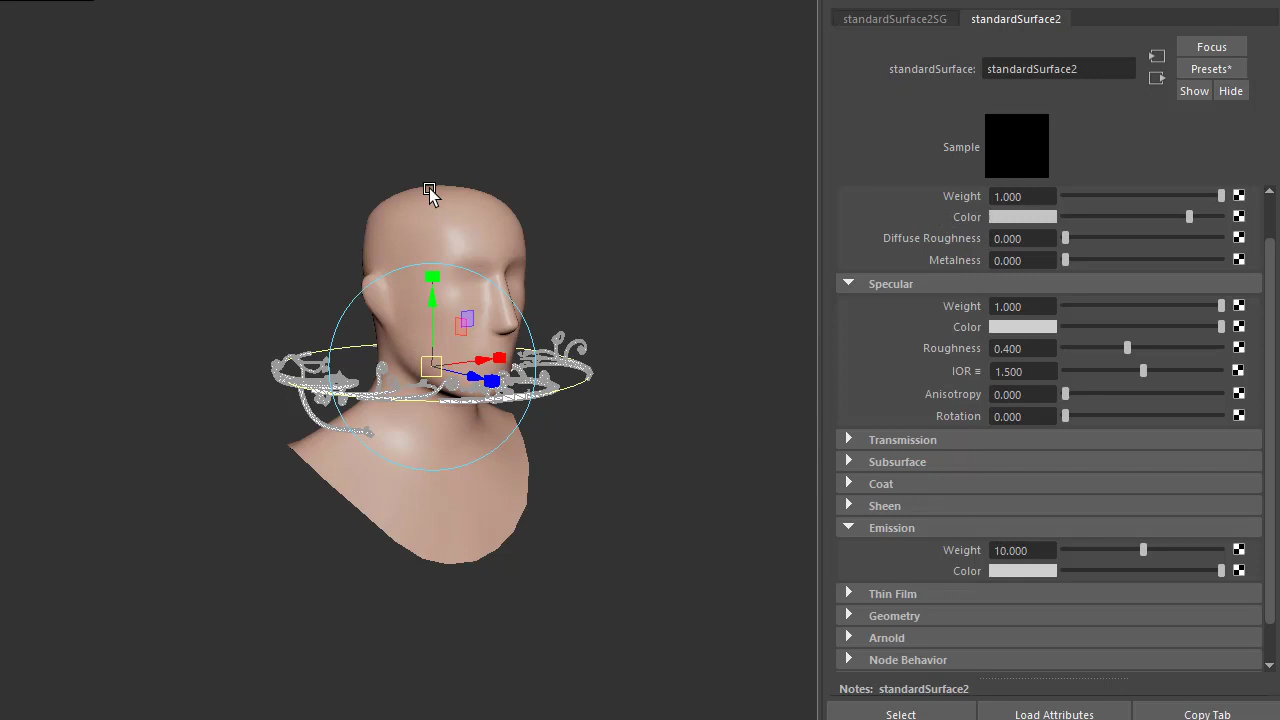 standardSurface2SG standardSurface2
Focus
standardSurface: standardSurface2 Presets*
Show Hide
Sample
Weight 1.000
Color
Diffuse Roughness 0.000
Metalness 0.000
Specular
Weight 1.000
Color
Roughness 0.400
IOR = 1.500
Anisotropy 0.000
Rotation 0.000
Transmission
Subsurface
Coat
Sheen
Emission
Weight 10.000
Color
Thin Film
Geometry
Arnold
Node Behavior
Notes: standardSurface2
Select Load Attributes Copy Tab